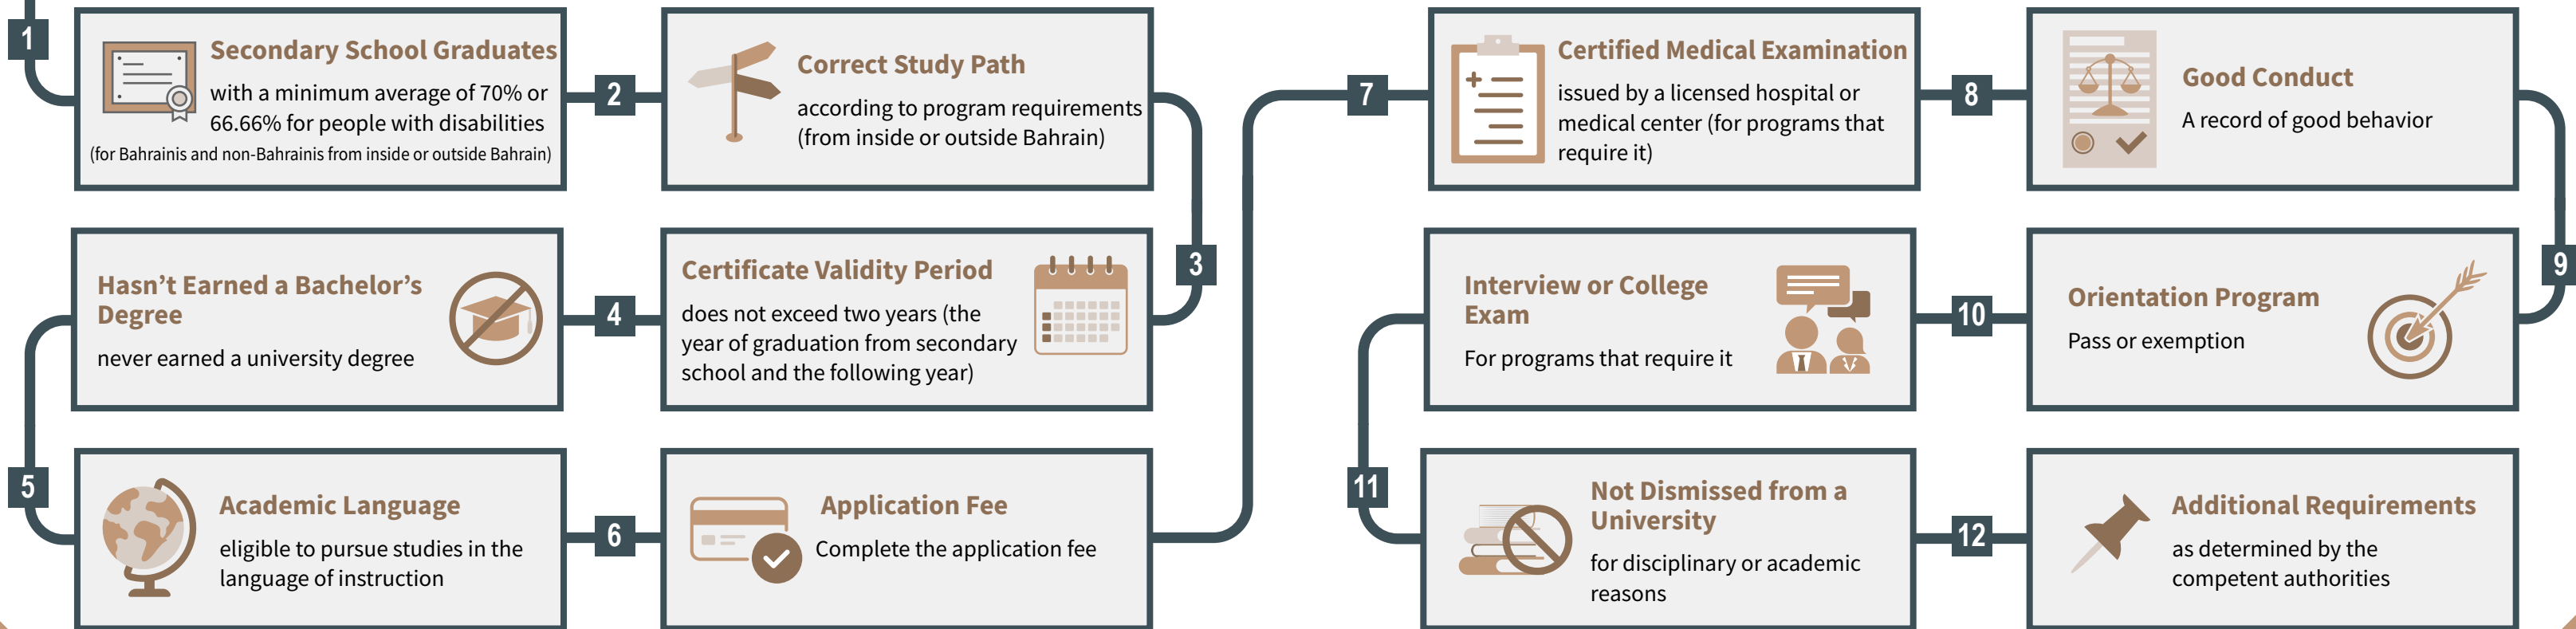 1
Secondary School Graduates
with a minimum average of 70% or
66.66% for people with disabilities
(for Bahrainis and non-Bahrainis from inside or outside Bahrain)
2
Correct Study Path
according to program requirements
(from inside or outside Bahrain)
3
Certificate Validity Period
does not exceed two years (the
year of graduation from secondary
school and the following year)
4
Hasn’t Earned a Bachelor’s
Degree
never earned a university degree
5
Academic Language
eligible to pursue studies in the
language of instruction
6
Application Fee
Complete the application fee
7
Certified Medical Examination
issued by a licensed hospital or
medical center (for programs that
require it)
8
Good Conduct
A record of good behavior
9
Orientation Program
Pass or exemption
10
Interview or College
Exam
For programs that require it
11
Not Dismissed from a
University
for disciplinary or academic
reasons
12
Additional Requirements
as determined by the
competent authorities